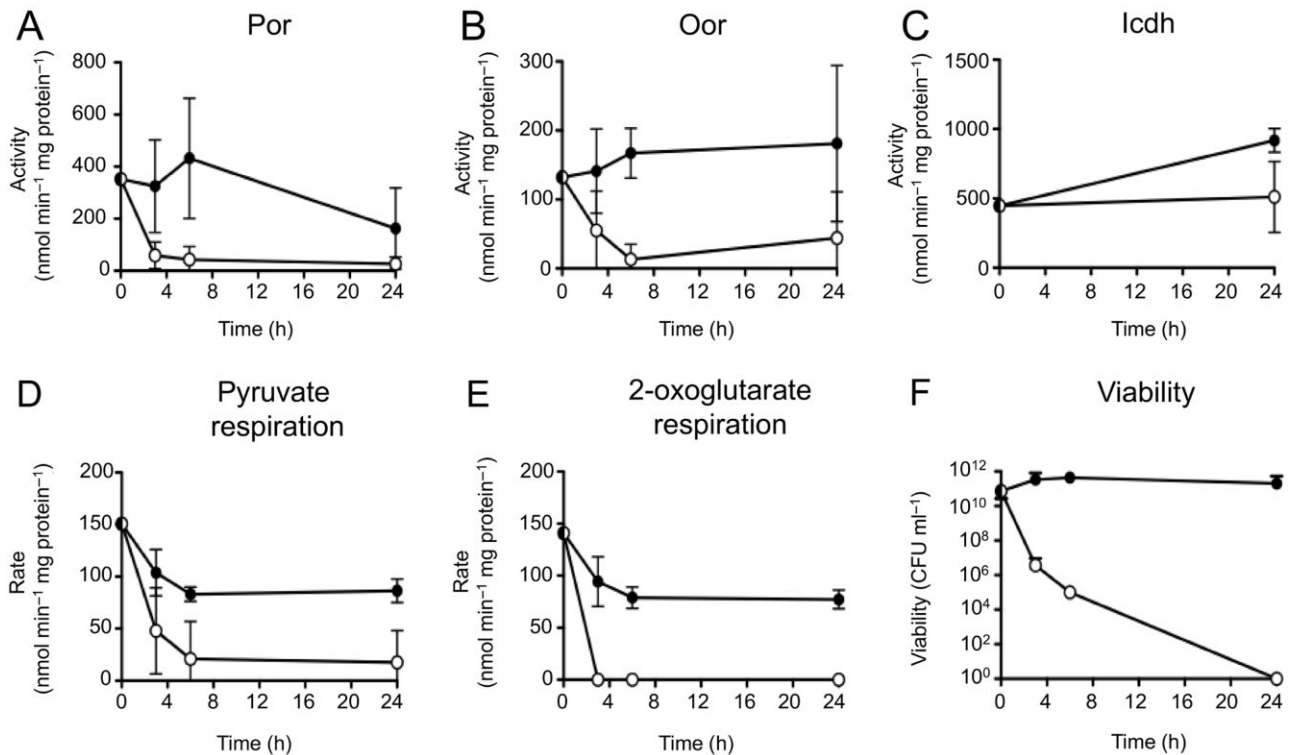 A
Por
Activity
(nmol min⁻¹ mg protein⁻¹)
800
600
400
200
0
0 4 8 12 16 20 24
Time (h)
B
Oor
Activity
(nmol min⁻¹ mg protein⁻¹)
300
200
100
0
0 4 8 12 16 20 24
Time (h)
C
Icdh
Activity
(nmol min⁻¹ mg protein⁻¹)
1500
1000
500
0
0 4 8 12 16 20 24
Time (h)
D
Pyruvate
respiration
Rate
(nmol min⁻¹ mg protein⁻¹)
200
150
100
50
0
0 4 8 12 16 20 24
Time (h)
E
2-oxoglutarate
respiration
Rate
(nmol min⁻¹ mg protein⁻¹)
200
150
100
50
0
0 4 8 12 16 20 24
Time (h)
F
Viability
Viability (CFU ml⁻¹)
10¹²
10¹⁰
10⁸
10⁶
10⁴
10²
10⁰
0 4 8 12 16 20 24
Time (h)